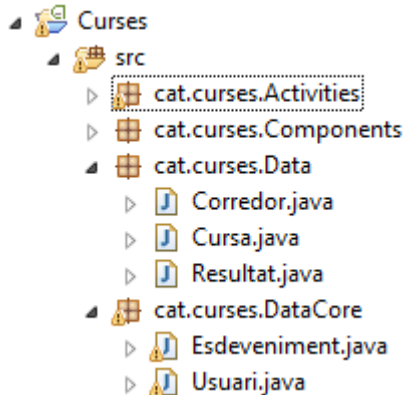 Curses
src
cat.curses.Activities
cat.curses.Components
cat.curses.Data
Corredor.java
Cursa.java
Resultat.java
cat.curses.DataCore
Esdeveniment.java
Usuari.java